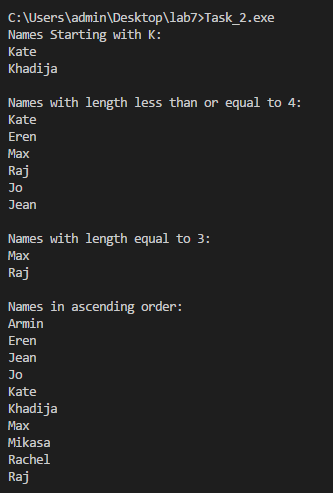 C:\Users\admin\Desktop\lab7>Task_2.exe
Names Starting with K:
Kate
Khadija
Names with length less than or equal to 4:
Kate
Eren
Max
Raj
Jo
Jean
Names with length equal to 3:
Max
Raj
Names in ascending order:
Armin
Eren
Jean
Jo
Kate
Khadija
Max
Mikasa
Rachel
Raj